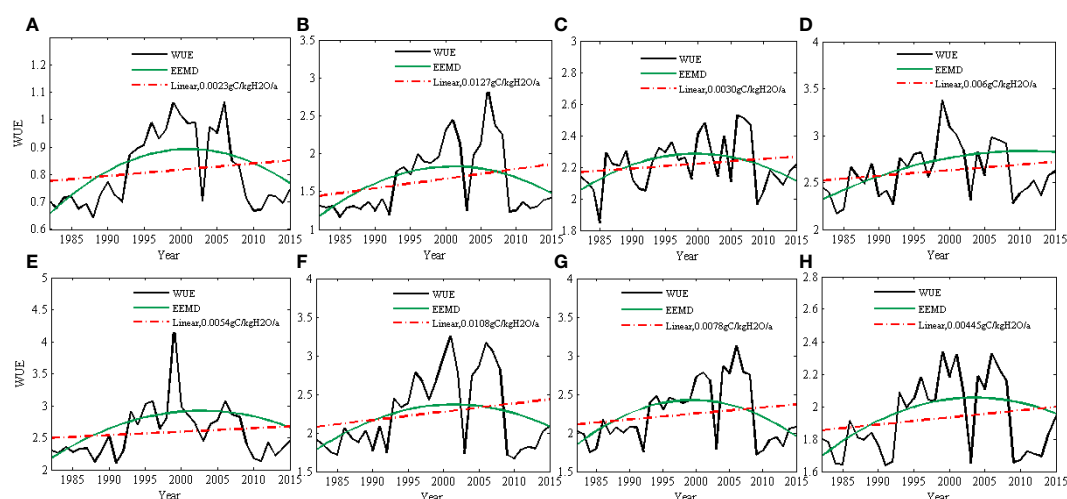 A
WUE
EEMD
Linear,0.0023gC/kgH2O/a
1.1
1
0.9
0.8
0.7
0.6
WUE
1985 1990 1995 2000 2005 2010 2015
Year
B
WUE
EEMD
Linear,0.0127gC/kgH2O/a
3
2.5
2
1.5
1
1985 1990 1995 2000 2005 2010 2015
Year
C
WUE
EEMD
Linear,0.0030gC/kgH2O/a
3
2.8
2.6
2.4
2.2
2
1.8
1985 1990 1995 2000 2005 2010 2015
Year
D
WUE
EEMD
Linear,0.006gC/kgH2O/a
4
3.5
3
2.5
2
1985 1990 1995 2000 2005 2010 2015
Year
E
WUE
EEMD
Linear,0.0054gC/kgH2O/a
5
4.5
4
3.5
3
2.5
2
WUE
1985 1990 1995 2000 2005 2010 2015
Year
F
WUE
EEMD
Linear,0.0108gC/kgH2O/a
4
3.5
3
2.5
2
1.5
1985 1990 1995 2000 2005 2010 2015
Year
G
WUE
EEMD
Linear,0.0078gC/kgH2O/a
4
3.5
3
2.5
2
1.5
1985 1990 1995 2000 2005 2010 2015
Year
H
WUE
EEMD
Linear,0.00445gC/kgH2O/a
2.8
2.6
2.4
2.2
2
1.8
1.6
1985 1990 1995 2000 2005 2010 2015
Year